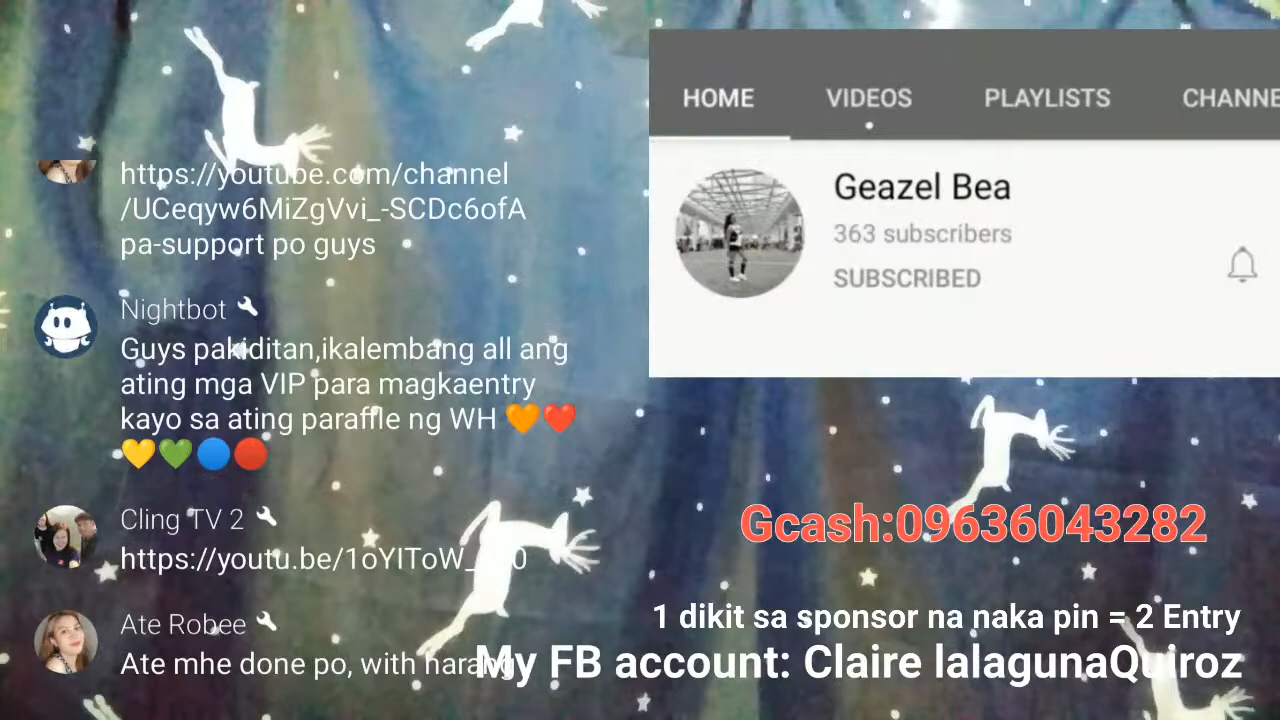 https://youtube.com/channel
/UCeqyw6MiZgVvi_-SCDc6ofA
pa-support po guys
Nightbot
Guys pakiditan,ikalembang all ang
ating mga VIP para magkaentry
kayo sa ating paraffle ng WH 🧡❤️
💛💚🔵🔴
Cling TV 2
Ate Robee
Ate mhe done po, with harang
HOME VIDEOS PLAYLISTS CHANNE
Geazel Bea
363 subscribers
SUBSCRIBED
Gcash:09636043282
1 dikit sa sponsor na naka pin = 2 Entry
My FB account: Claire lalagunaQuiroz